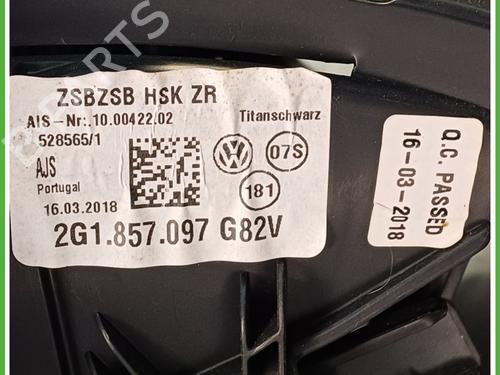 ZSBZSB HSK ZR
AIS-Nr:.10.00422.02
Titanschwarz
528565/1
AJS
Portugal
16.03.2018
VW
07S
181
2G1.857.097 G82V
Q.C. PASSED
16-03-2018